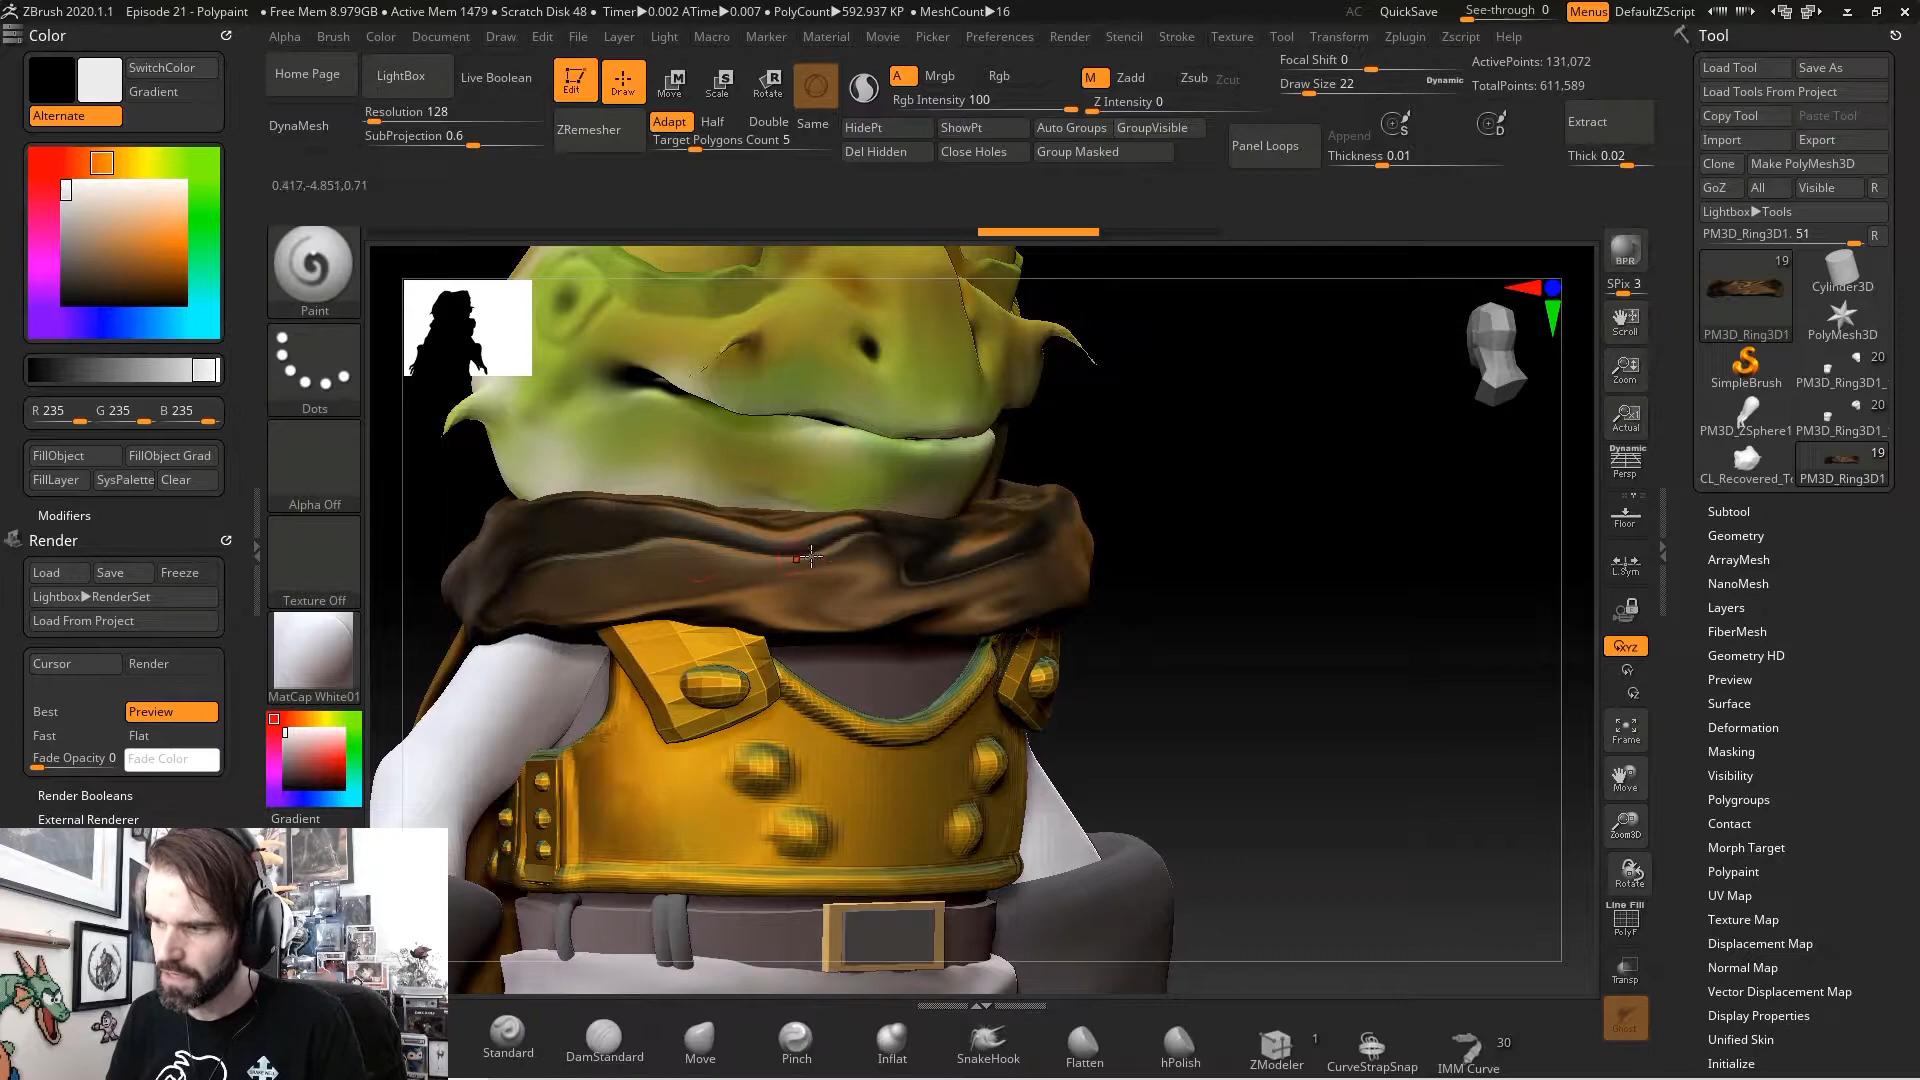 ZBrush 2020.1.1 Episode 21 - Polypaint ● Free Mem 8.979GB ● Active Mem 1479 ● Scratch Disk 48 ● Timer▶0.002 ATime▶0.007 ● PolyCount▶592.937 KP ● MeshCount▶16 AC QuickSave See-through 0 Menus DefaultZScript
Color
Alpha Brush Color Document Draw Edit File Layer Light Macro Marker Material Movie Picker Preferences Render Stencil Stroke Texture Tool Transform Zplugin Zscript Help
Tool
SwitchColor
Gradient
Alternate
Home Page LightBox Live Boolean
Edit Draw Move Scale Rotate
A Mrgb Rgb
Rgb Intensity 100
M Zadd Zsub Zcut
Z Intensity 0
Focal Shift 0
Draw Size 22 Dynamic
ActivePoints: 131,072
TotalPoints: 611,589
DynaMesh
Resolution 128
SubProjection 0.6
ZRemesher
Adapt Half Double Same
Target Polygons Count 5
HidePt ShowPt Auto Groups GroupVisible
Del Hidden Close Holes Group Masked
Panel Loops
Append S D
Thickness 0.01
Extract
Thick 0.02
0.417,-4.851,0.71
R 235 G 235 B 235
FillObject FillObject Grad
FillLayer SysPalette Clear
Modifiers
Render
Load Save Freeze
Lightbox▶RenderSet
Load From Project
Cursor Render
Best Preview
Fast Flat
Fade Opacity 0 Fade Color
Render Booleans
External Renderer
Paint
Dots
Alpha Off
Texture Off
MatCap White01
Gradient
BPR
SPix 3
Scroll
Zoom
Actual
Dynamic
Persp
Floor
L.Sym
XYZ
Frame
Move
Zoom3D
Rotate
Line Fill
PolyF
Transp
Ghost
Load Tool Save As
Load Tools From Project
Copy Tool Paste Tool
Import Export
Clone Make PolyMesh3D
GoZ All Visible R
Lightbox▶Tools
PM3D_Ring3D1. 51 R
19
PM3D_Ring3D1
Cylinder3D
PolyMesh3D
SimpleBrush
20
PM3D_Ring3D1_
PM3D_ZSphere1
20
PM3D_Ring3D1_
CL_Recovered_To
19
PM3D_Ring3D1
Subtool
Geometry
ArrayMesh
NanoMesh
Layers
FiberMesh
Geometry HD
Preview
Surface
Deformation
Masking
Visibility
Polygroups
Contact
Morph Target
Polypaint
UV Map
Texture Map
Displacement Map
Normal Map
Vector Displacement Map
Display Properties
Unified Skin
Initialize
Standard DamStandard Move Pinch Inflat SnakeHook Flatten hPolish ZModeler 1 CurveStrapSnap IMM Curve 30